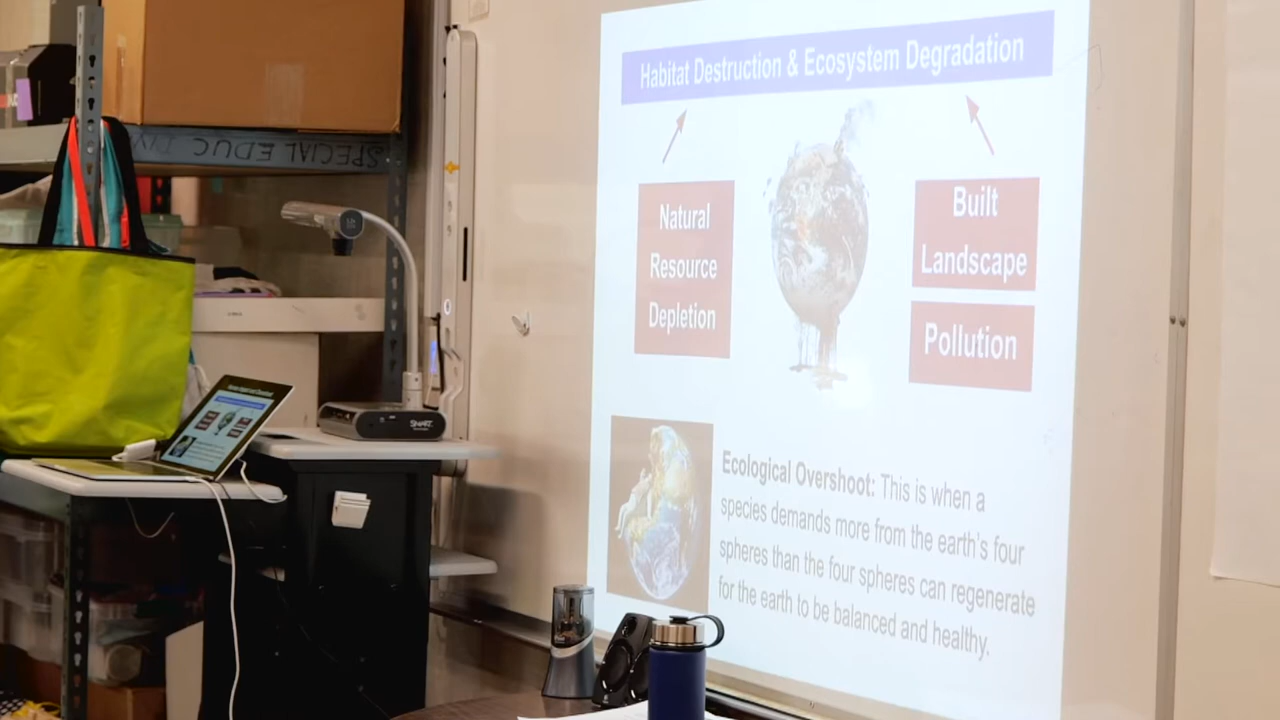 Habitat Destruction & Ecosystem Degradation
Natural
Resource
Depletion
Built
Landscape
Pollution
Ecological Overshoot: This is when a
species demands more from the earth's four
spheres than the four spheres can regenerate
for the earth to be balanced and healthy.
SPECIAL EDUC
SMART